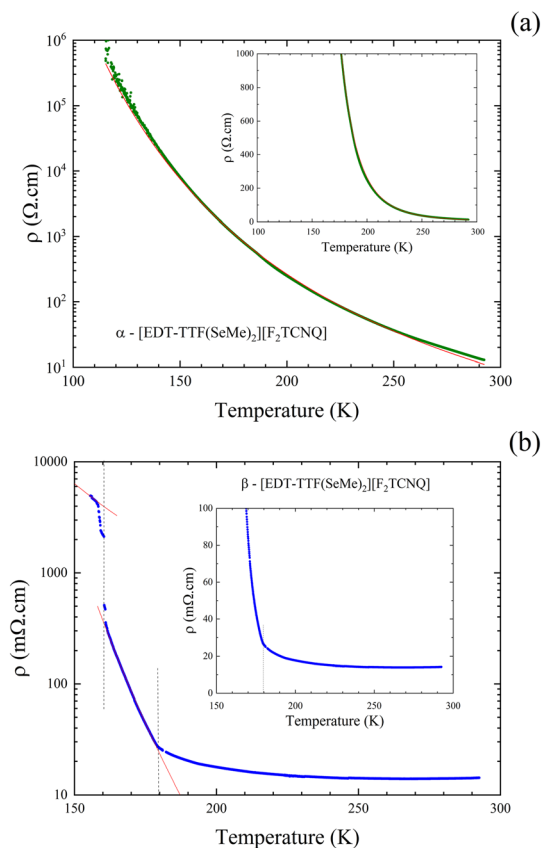 (a)
10⁶
10⁵
10⁴
10³
10²
10¹
ρ (Ω.cm)
1000
800
600
400
200
0
ρ (Ω.cm)
100 150 200 250 300
Temperature (K)
α - [EDT-TTF(SeMe)₂][F₂TCNQ]
100 150 200 250 300
Temperature (K)
(b)
10000
1000
100
10
ρ (mΩ.cm)
β - [EDT-TTF(SeMe)₂][F₂TCNQ]
100
80
60
40
20
0
ρ (mΩ.cm)
150 200 250 300
Temperature (K)
150 200 250 300
Temperature (K)